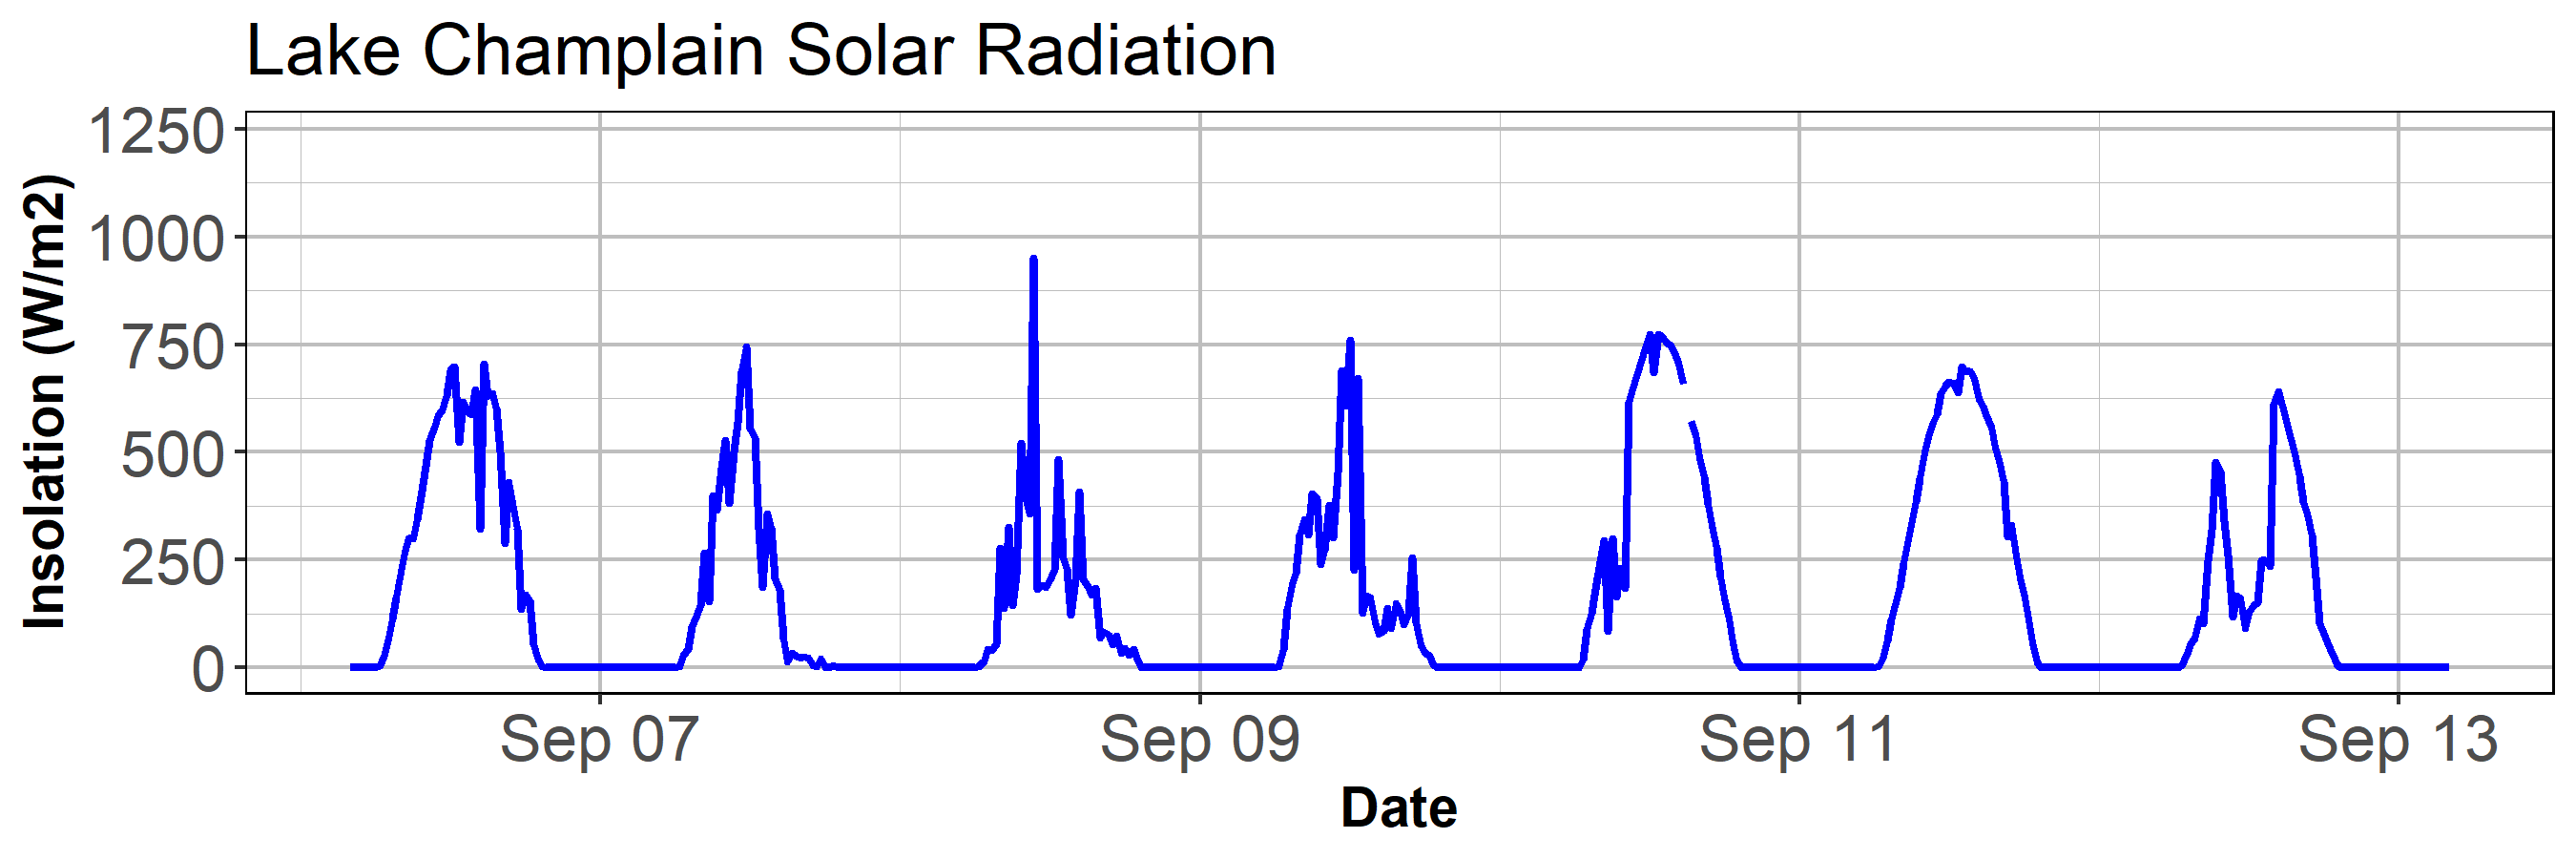 Lake Champlain Solar Radiation
1250
1000
750
500
250
0
Insolation (W/m2)
Sep 07
Sep 09
Sep 11
Sep 13
Date